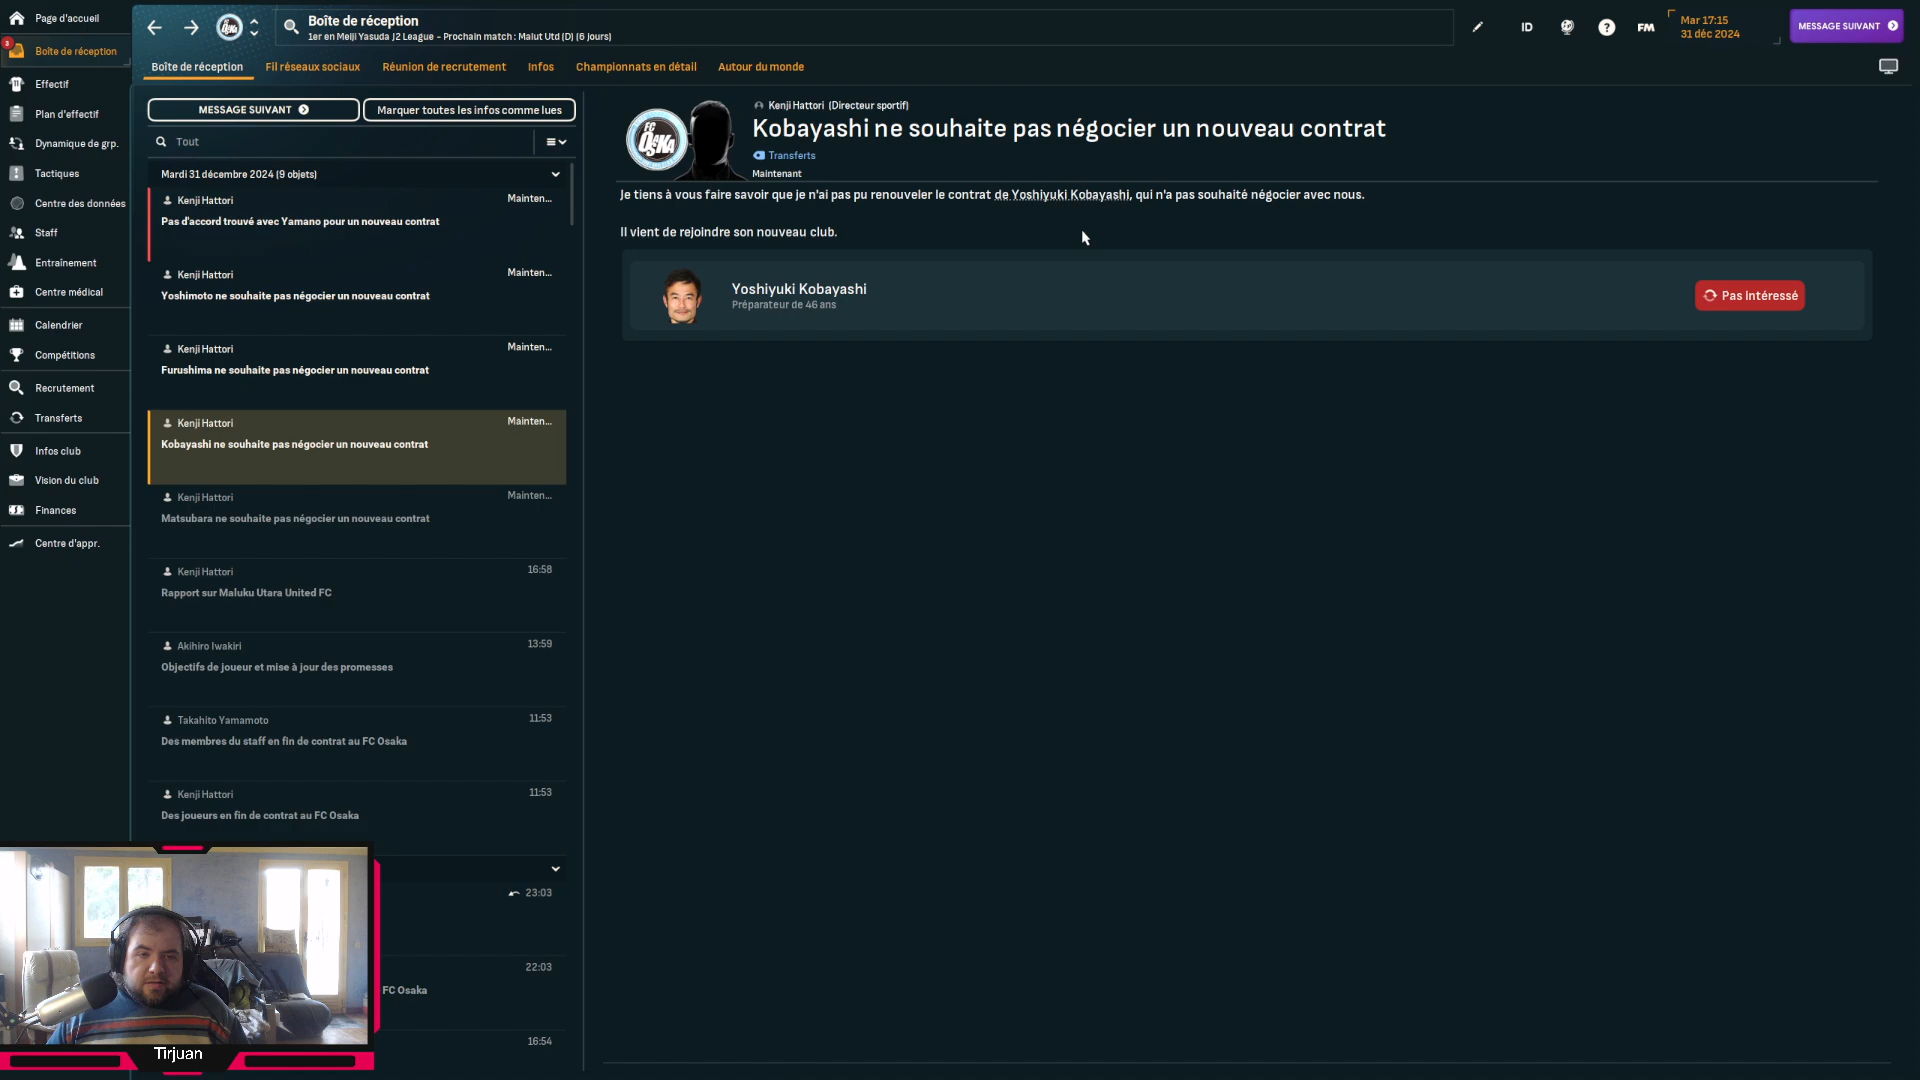 Page d'accueil
3
Boîte de réception
Effectif
Plan d'effectif
Dynamique de grp.
Tactiques
Centre des données
Staff
Entraînement
Centre médical
Calendrier
Compétitions
Recrutement
Transferts
Infos club
Vision du club
Finances
Centre d'appr.
Boîte de réception
1er en Meiji Yasuda J2 League – Prochain match : Malut Utd (D) (6 jours)
ID
FM
Mar 17:15
31 déc 2024
MESSAGE SUIVANT
Boîte de réception
Fil réseaux sociaux
Réunion de recrutement
Infos
Championnats en détail
Autour du monde
MESSAGE SUIVANT
Marquer toutes les infos comme lues
Tout
Mardi 31 décembre 2024 (9 objets)
Kenji Hattori
Mainten...
Pas d'accord trouvé avec Yamano pour un nouveau contrat
Kenji Hattori
Mainten...
Yoshimoto ne souhaite pas négocier un nouveau contrat
Kenji Hattori
Mainten...
Furushima ne souhaite pas négocier un nouveau contrat
Kenji Hattori
Mainten...
Kobayashi ne souhaite pas négocier un nouveau contrat
Kenji Hattori
Mainten...
Matsubara ne souhaite pas négocier un nouveau contrat
Kenji Hattori
16:58
Rapport sur Maluku Utara United FC
Akihiro Iwakiri
13:59
Objectifs de joueur et mise à jour des promesses
Takahito Yamamoto
11:53
Des membres du staff en fin de contrat au FC Osaka
Kenji Hattori
11:53
Des joueurs en fin de contrat au FC Osaka
23:03
22:03
FC Osaka
16:54
Kenji Hattori (Directeur sportif)
Kobayashi ne souhaite pas négocier un nouveau contrat
Transferts
Maintenant
Je tiens à vous faire savoir que je n'ai pas pu renouveler le contrat de Yoshiyuki Kobayashi, qui n'a pas souhaité négocier avec nous.
Il vient de rejoindre son nouveau club.
Yoshiyuki Kobayashi
Préparateur de 46 ans
Pas intéressé
Tirjuan